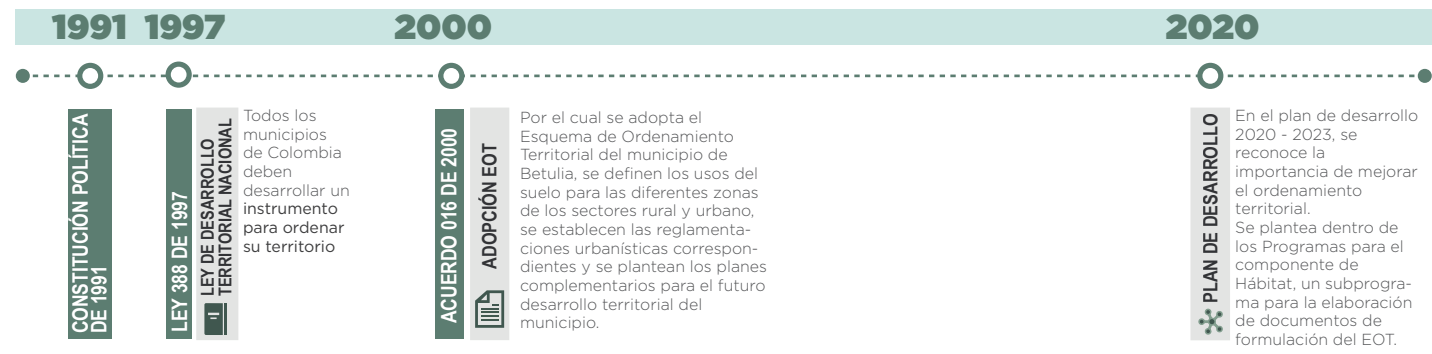 1991 1997 2000 2020
CONSTITUCIÓN POLÍTICA
DE 1991
LEY 388 DE 1997
LEY DE DESARROLLO
TERRITORIAL NACIONAL
Todos los
municipios
de Colombia
deben
desarrollar un
instrumento
para ordenar
su territorio
ACUERDO 016 DE 2000
ADOPCIÓN EOT
Por el cual se adopta el
Esquema de Ordenamiento
Territorial del municipio de
Betulia, se definen los usos del
suelo para las diferentes zonas
de los sectores rural y urbano,
se establecen las reglamenta-
ciones urbanísticas correspon-
dientes y se plantean los planes
complementarios para el futuro
desarrollo territorial del
municipio.
PLAN DE DESARROLLO
En el plan de desarrollo
2020 - 2023, se
reconoce la
importancia de mejorar
el ordenamiento
territorial.
Se plantea dentro de
los Programas para el
componente de
Hábitat, un subprogra-
ma para la elaboración
de documentos de
formulación del EOT.